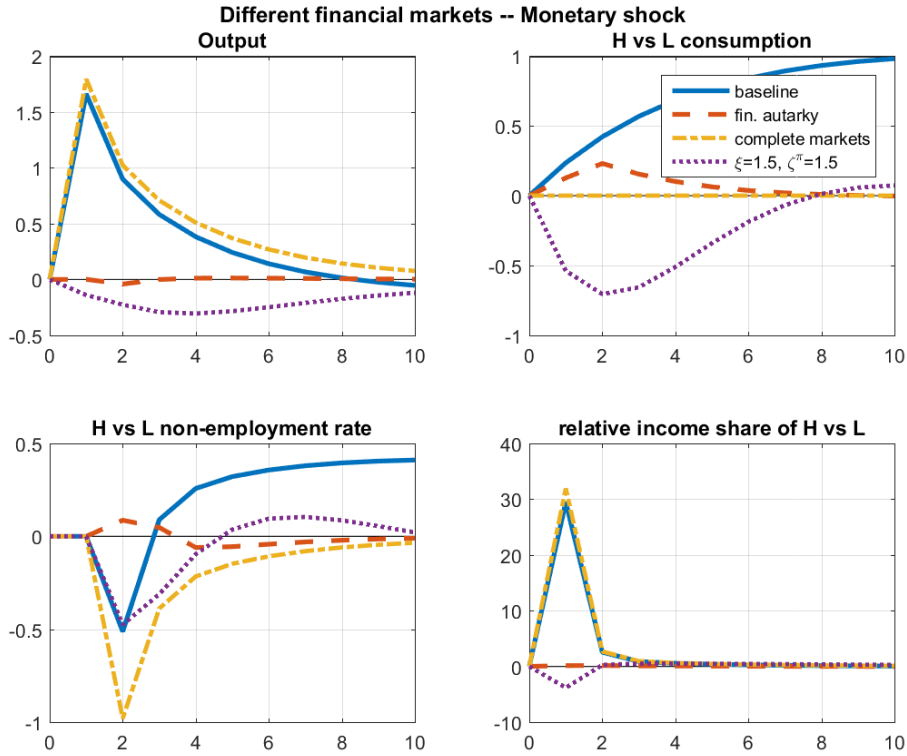 Different financial markets -- Monetary shock
Output
2
1.5
1
0.5
0
-0.5
0 2 4 6 8 10
H vs L consumption
1
0.5
0
-0.5
-1
0 2 4 6 8 10
baseline
fin. autarky
complete markets
ξ=1.5, ζ^π=1.5
H vs L non-employment rate
0.5
0
-0.5
-1
0 2 4 6 8 10
relative income share of H vs L
40
30
20
10
0
-10
0 2 4 6 8 10